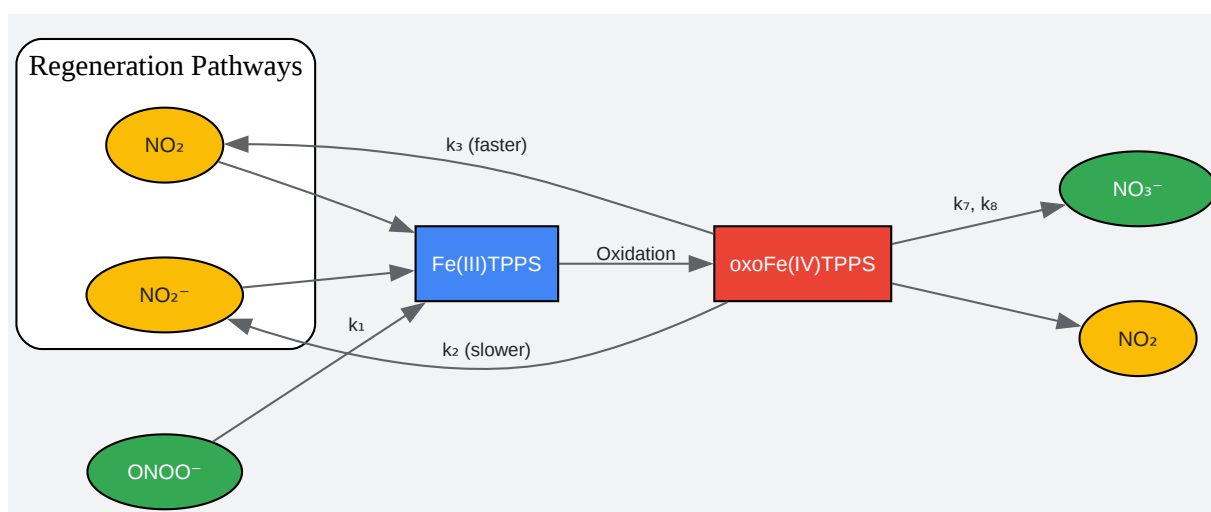 Regeneration Pathways
NO₂
k₃ (faster)
NO₃⁻
k₇, k₈
Fe(III)TPPS
Oxidation
oxoFe(IV)TPPS
NO₂⁻
k₁
k₂ (slower)
NO₂
ONOO⁻